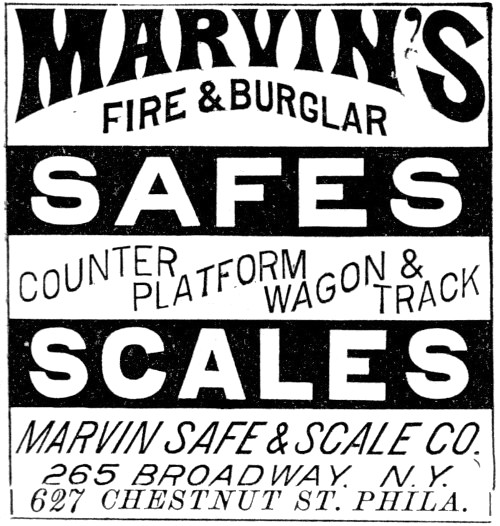 MARVIN'S
FIRE & BURGLAR
SAFES
COUNTER PLATFORM WAGON & TRACK
SCALES
MARVIN SAFE & SCALE CO.
265 BROADWAY. N.Y.
627 CHESTNUT ST. PHILA.